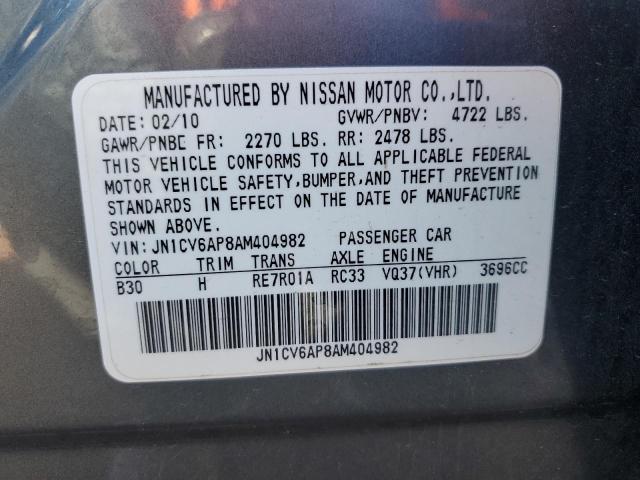 MANUFACTURED BY NISSAN MOTOR CO.,LTD.
DATE: 02/10 GVWR/PNBV: 4722 LBS.
GAWR/PNBE FR: 2270 LBS. RR: 2478 LBS.
THIS VEHICLE CONFORMS TO ALL APPLICABLE FEDERAL
MOTOR VEHICLE SAFETY,BUMPER,AND THEFT PREVENTION
STANDARDS IN EFFECT ON THE DATE OF MANUFACTURE
SHOWN ABOVE.
VIN: JN1CV6AP8AM404982 PASSENGER CAR
COLOR TRIM TRANS AXLE ENGINE
B30 H RE7R01A RC33 VQ37(VHR) 3696CC
JN1CV6AP8AM404982